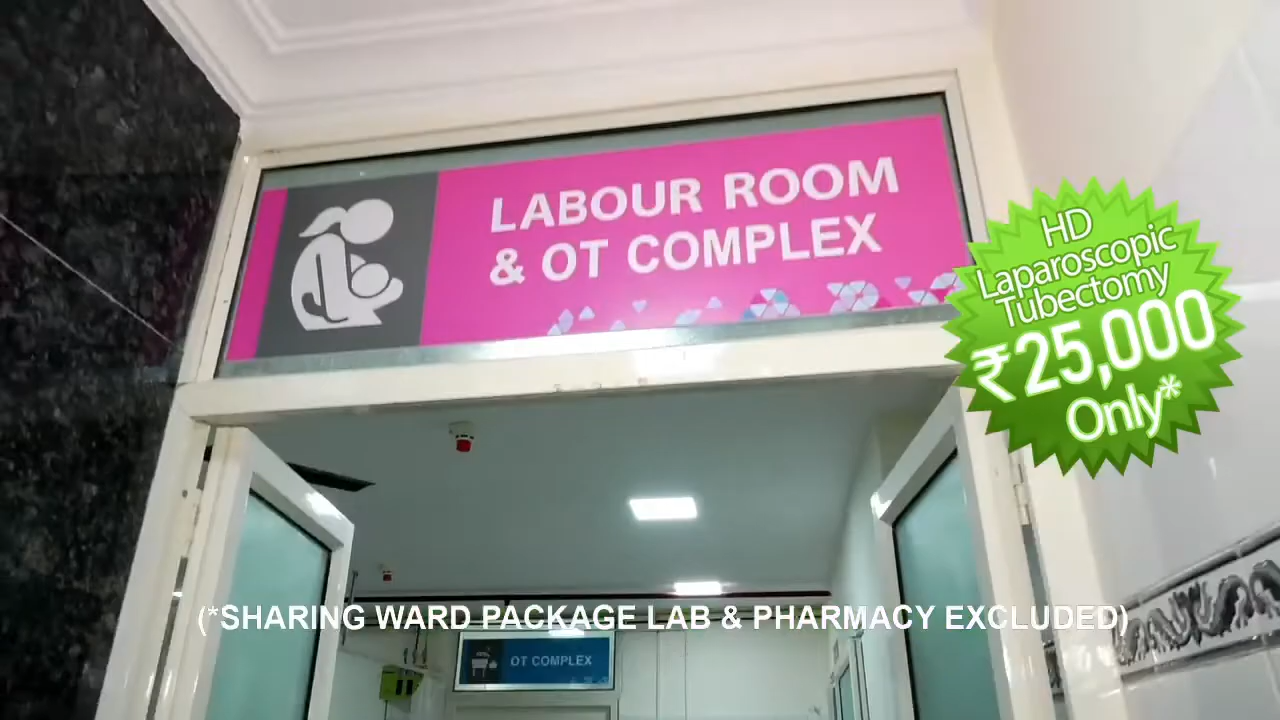 LABOUR ROOM
& OT COMPLEX
HD
Laparoscopic
Tubectomy
₹25,000
Only*
(*SHARING WARD PACKAGE LAB & PHARMACY EXCLUDED)
OT COMPLEX